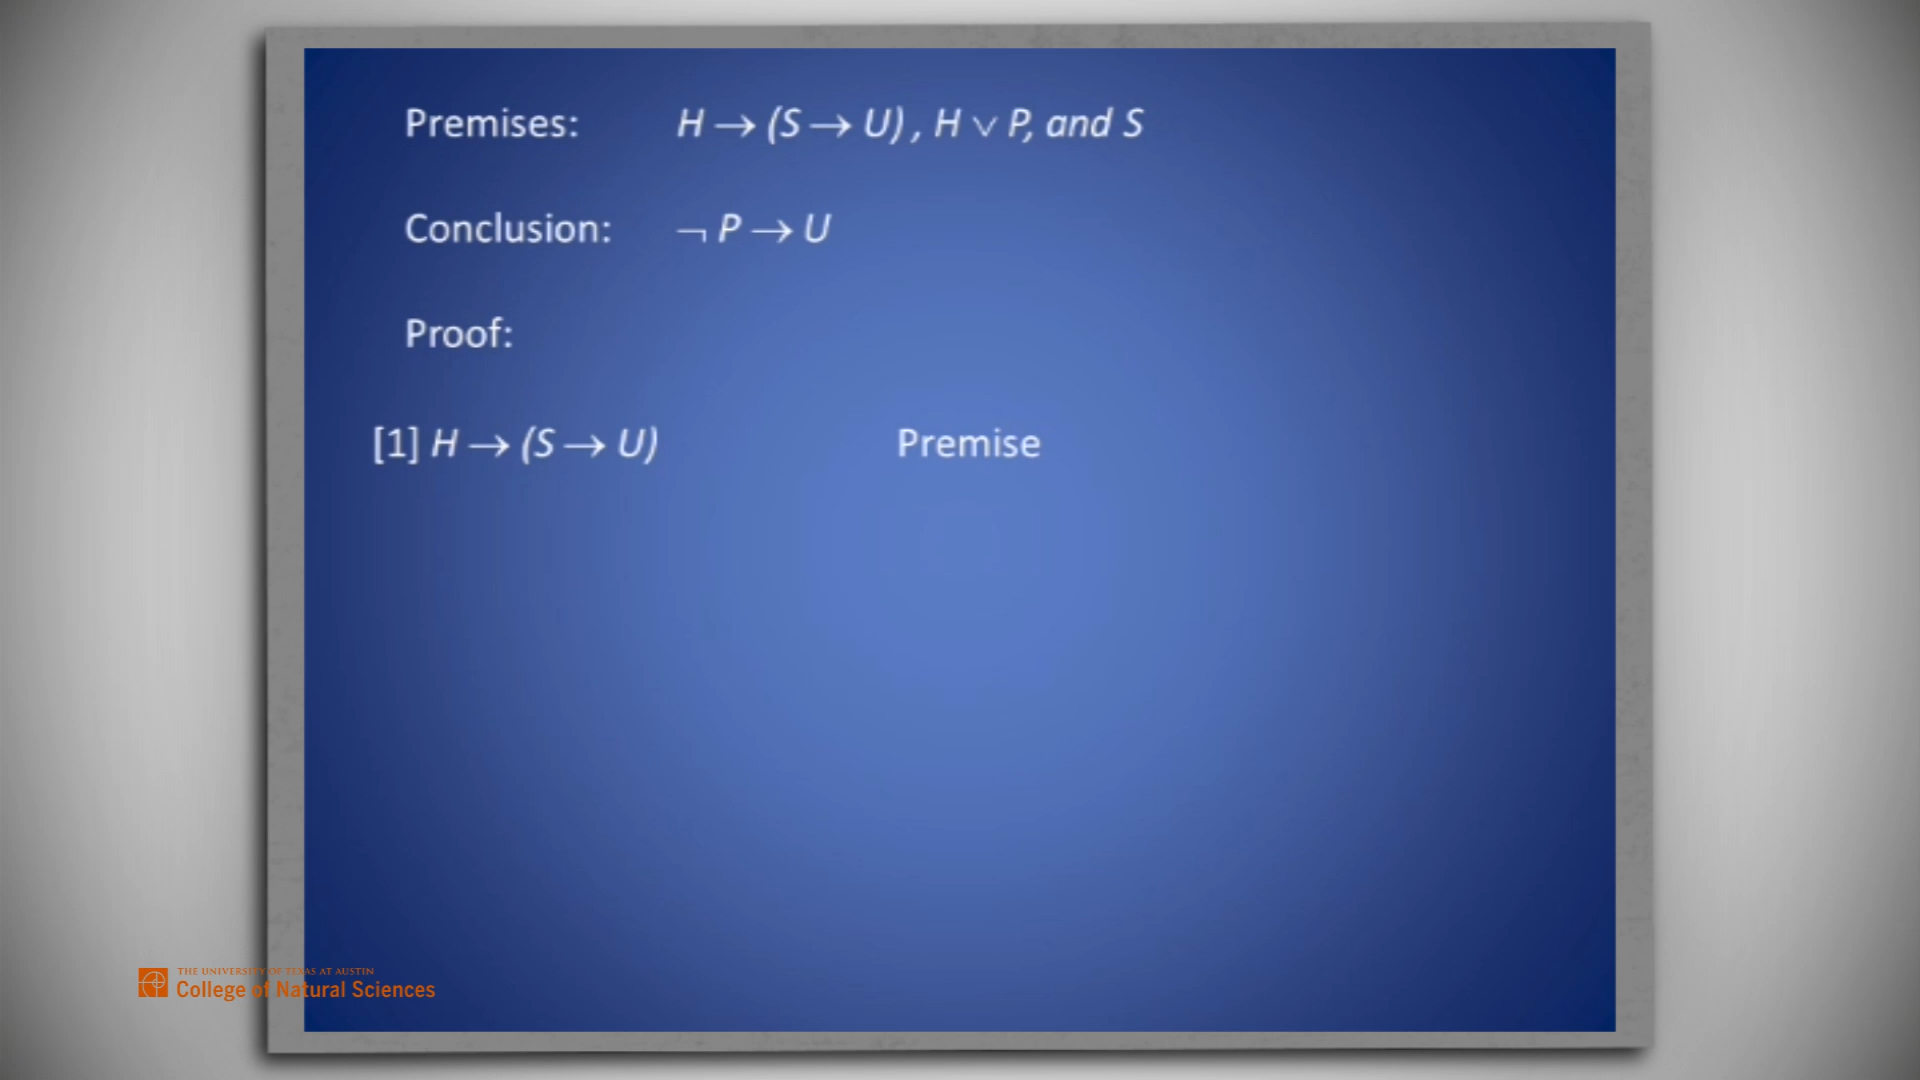 Premises: H → (S → U) , H ∨ P, and S
Conclusion: ¬ P → U
Proof:
[1] H → (S → U) Premise
THE UNIVERSITY OF TEXAS AT AUSTIN
College of Natural Sciences